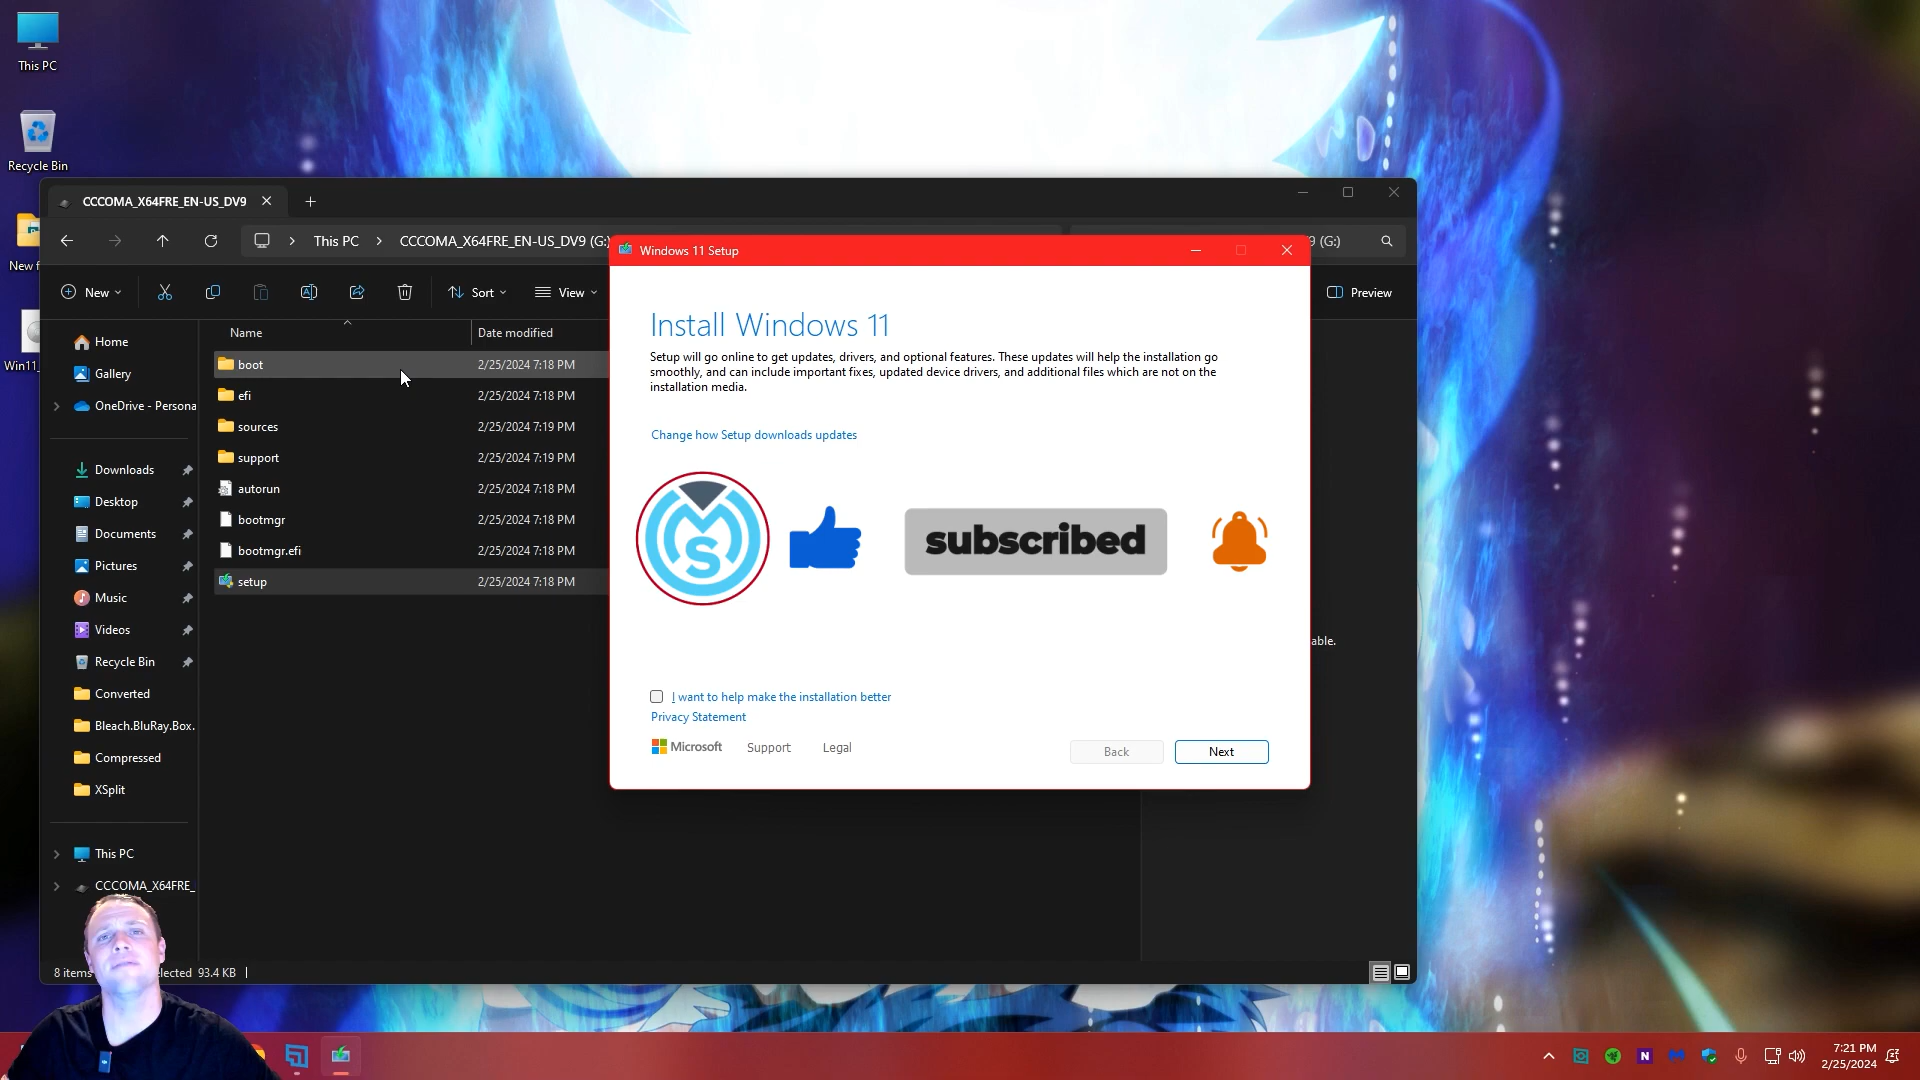 This PC
Recycle Bin
New f
Win11_
CCCOMA_X64FRE_EN-US_DV9
This PC
CCCOMA_X64FRE_EN-US_DV9 (G:)
9 (G:)
New
Sort
View
Preview
Name
Date modified
Home
Gallery
OneDrive - Persona
Downloads
Desktop
Documents
Pictures
Music
Videos
Recycle Bin
Converted
Bleach.BluRay.Box.
Compressed
XSplit
This PC
CCCOMA_X64FRE_
boot 2/25/2024 7:18 PM
efi 2/25/2024 7:18 PM
sources 2/25/2024 7:19 PM
support 2/25/2024 7:19 PM
autorun 2/25/2024 7:18 PM
bootmgr 2/25/2024 7:18 PM
bootmgr.efi 2/25/2024 7:18 PM
setup 2/25/2024 7:18 PM
Windows 11 Setup
Install Windows 11
Setup will go online to get updates, drivers, and optional features. These updates will help the installation go
smoothly, and can include important fixes, updated device drivers, and additional files which are not on the
installation media.
Change how Setup downloads updates
MS
subscribed
able.
I want to help make the installation better
Privacy Statement
Microsoft
Support
Legal
Back
Next
8 items
elected 93.4 KB
N
7:21 PM
2/25/2024